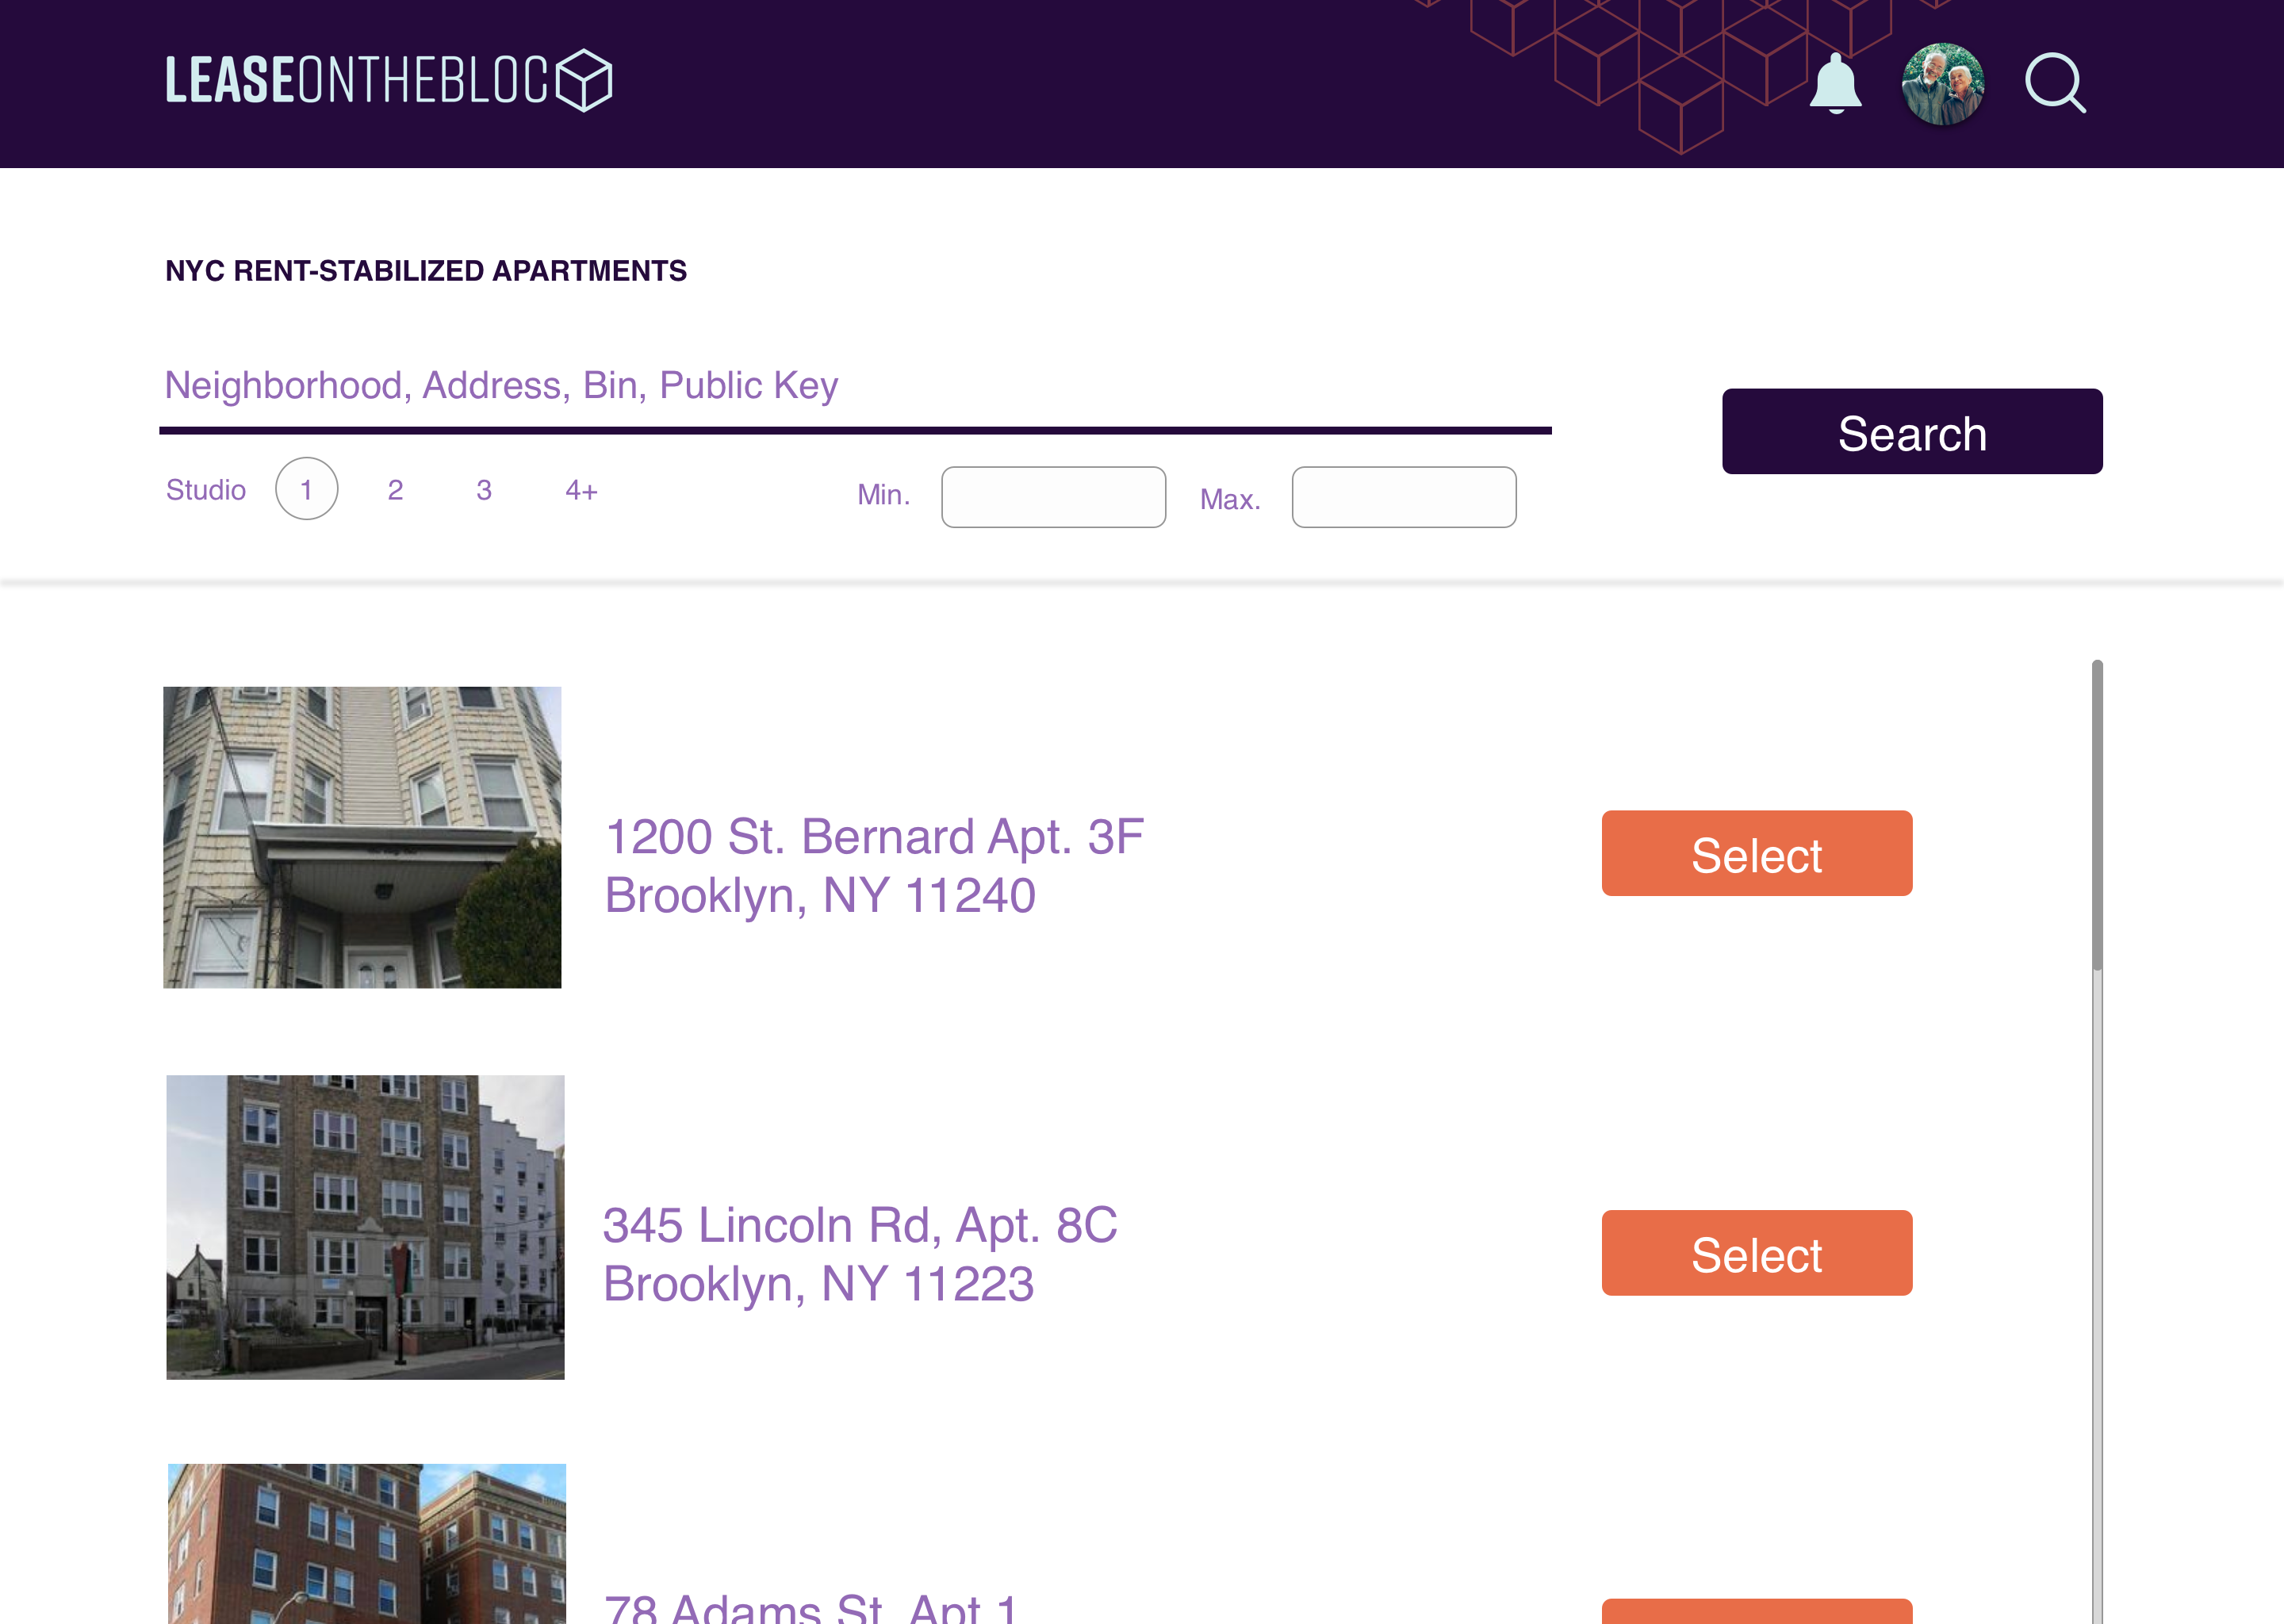 LEASEONTHEBLOC
NYC RENT-STABILIZED APARTMENTS
Neighborhood, Address, Bin, Public Key
Search
Studio 1 2 3 4+ Min. Max.
1200 St. Bernard Apt. 3F
Brooklyn, NY 11240
Select
345 Lincoln Rd, Apt. 8C
Brooklyn, NY 11223
Select
78 Adams St. Apt 1